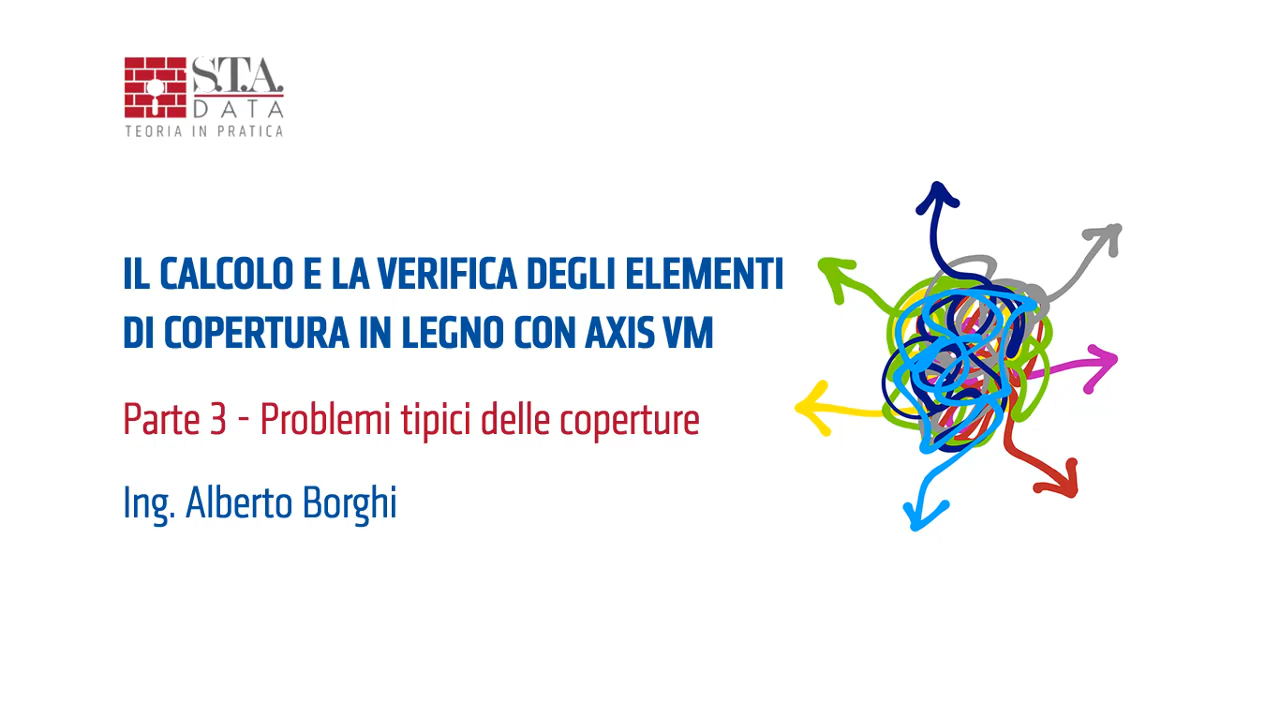 S.T.A.
DATA
TEORIA IN PRATICA
IL CALCOLO E LA VERIFICA DEGLI ELEMENTI
DI COPERTURA IN LEGNO CON AXIS VM
Parte 3 - Problemi tipici delle coperture
Ing. Alberto Borghi